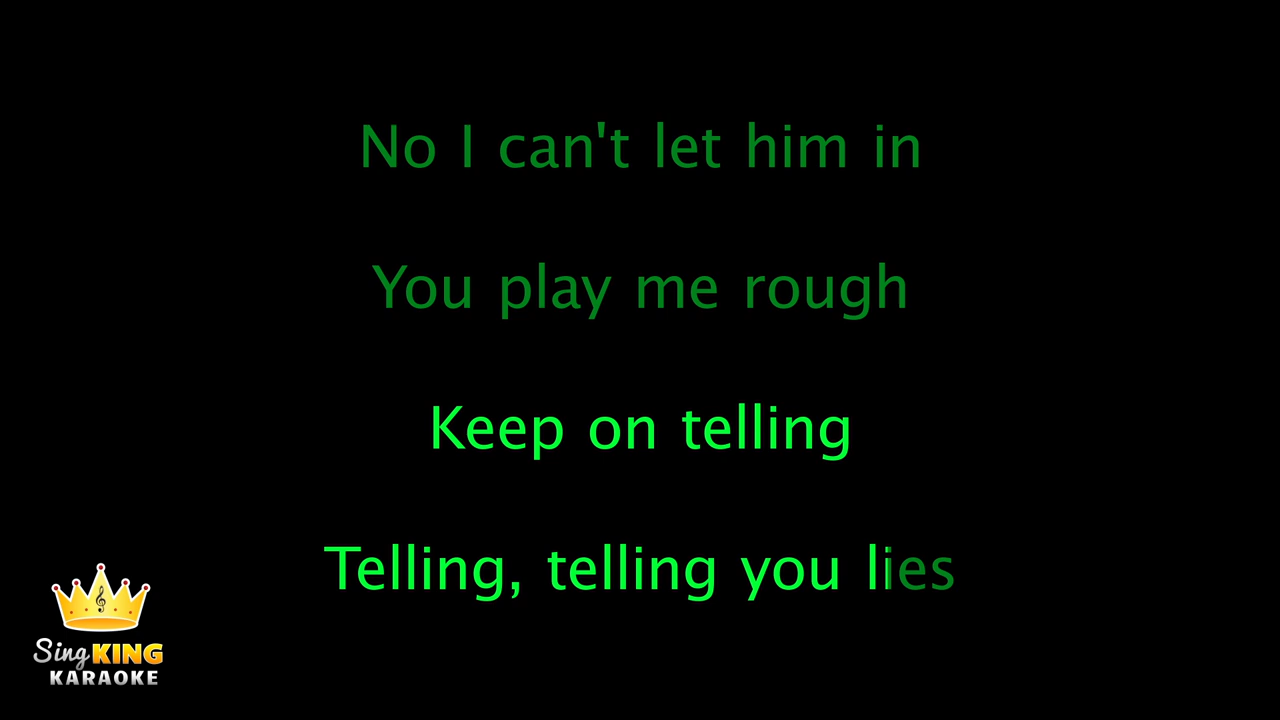 No I can't let him in
You play me rough
Keep on telling
Telling, telling you lies
Sing KING
KARAOKE